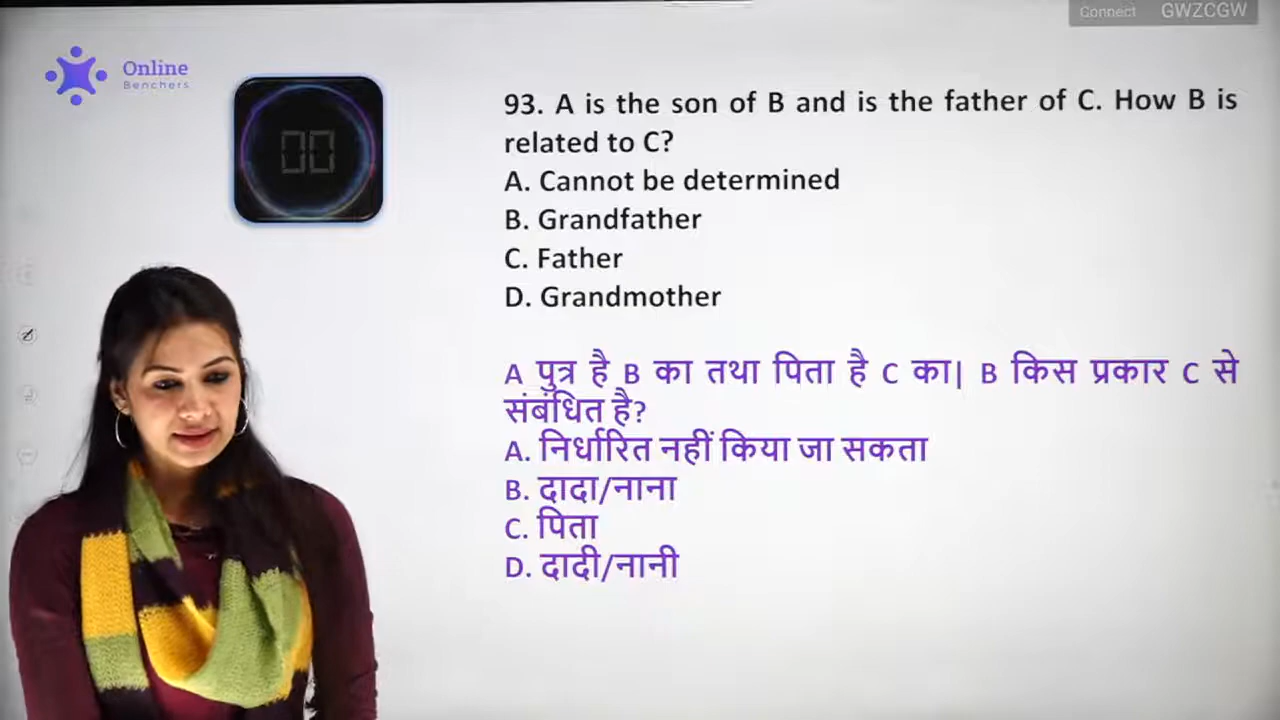 Connect GWZCGW
Online
Benchers
00
93. A is the son of B and is the father of C. How B is
related to C?
A. Cannot be determined
B. Grandfather
C. Father
D. Grandmother
A पुत्र है B का तथा पिता है C का| B किस प्रकार C से
संबंधित है?
A. निर्धारित नहीं किया जा सकता
B. दादा/नाना
C. पिता
D. दादी/नानी